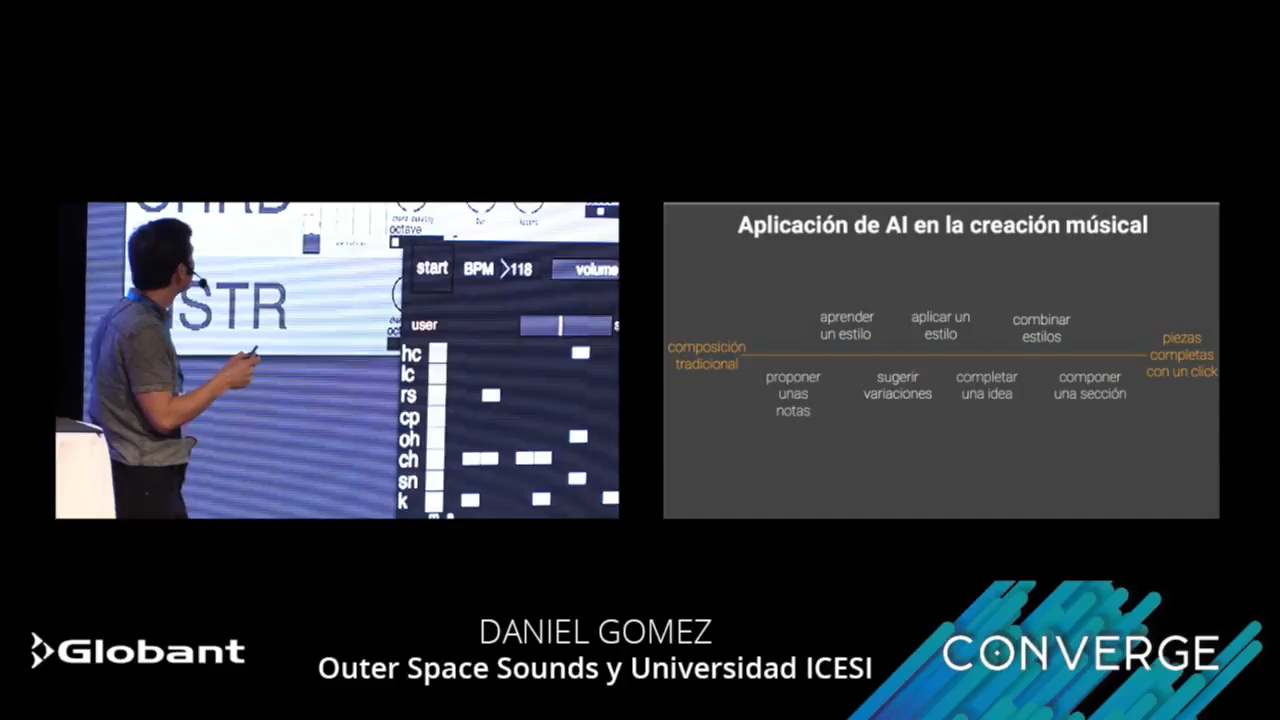 INSTR
octave
start
BPM
118
volume
user
hc
lc
rs
cp
oh
ch
sn
k
Aplicación de AI en la creación músical
aprender
un estilo
aplicar un
estilo
combinar
estilos
composición
tradicional
piezas
completas
con un click
proponer
unas
notas
sugerir
variaciones
completar
una idea
componer
una sección
Globant
DANIEL GOMEZ
Outer Space Sounds y Universidad ICESI
CONVERGE